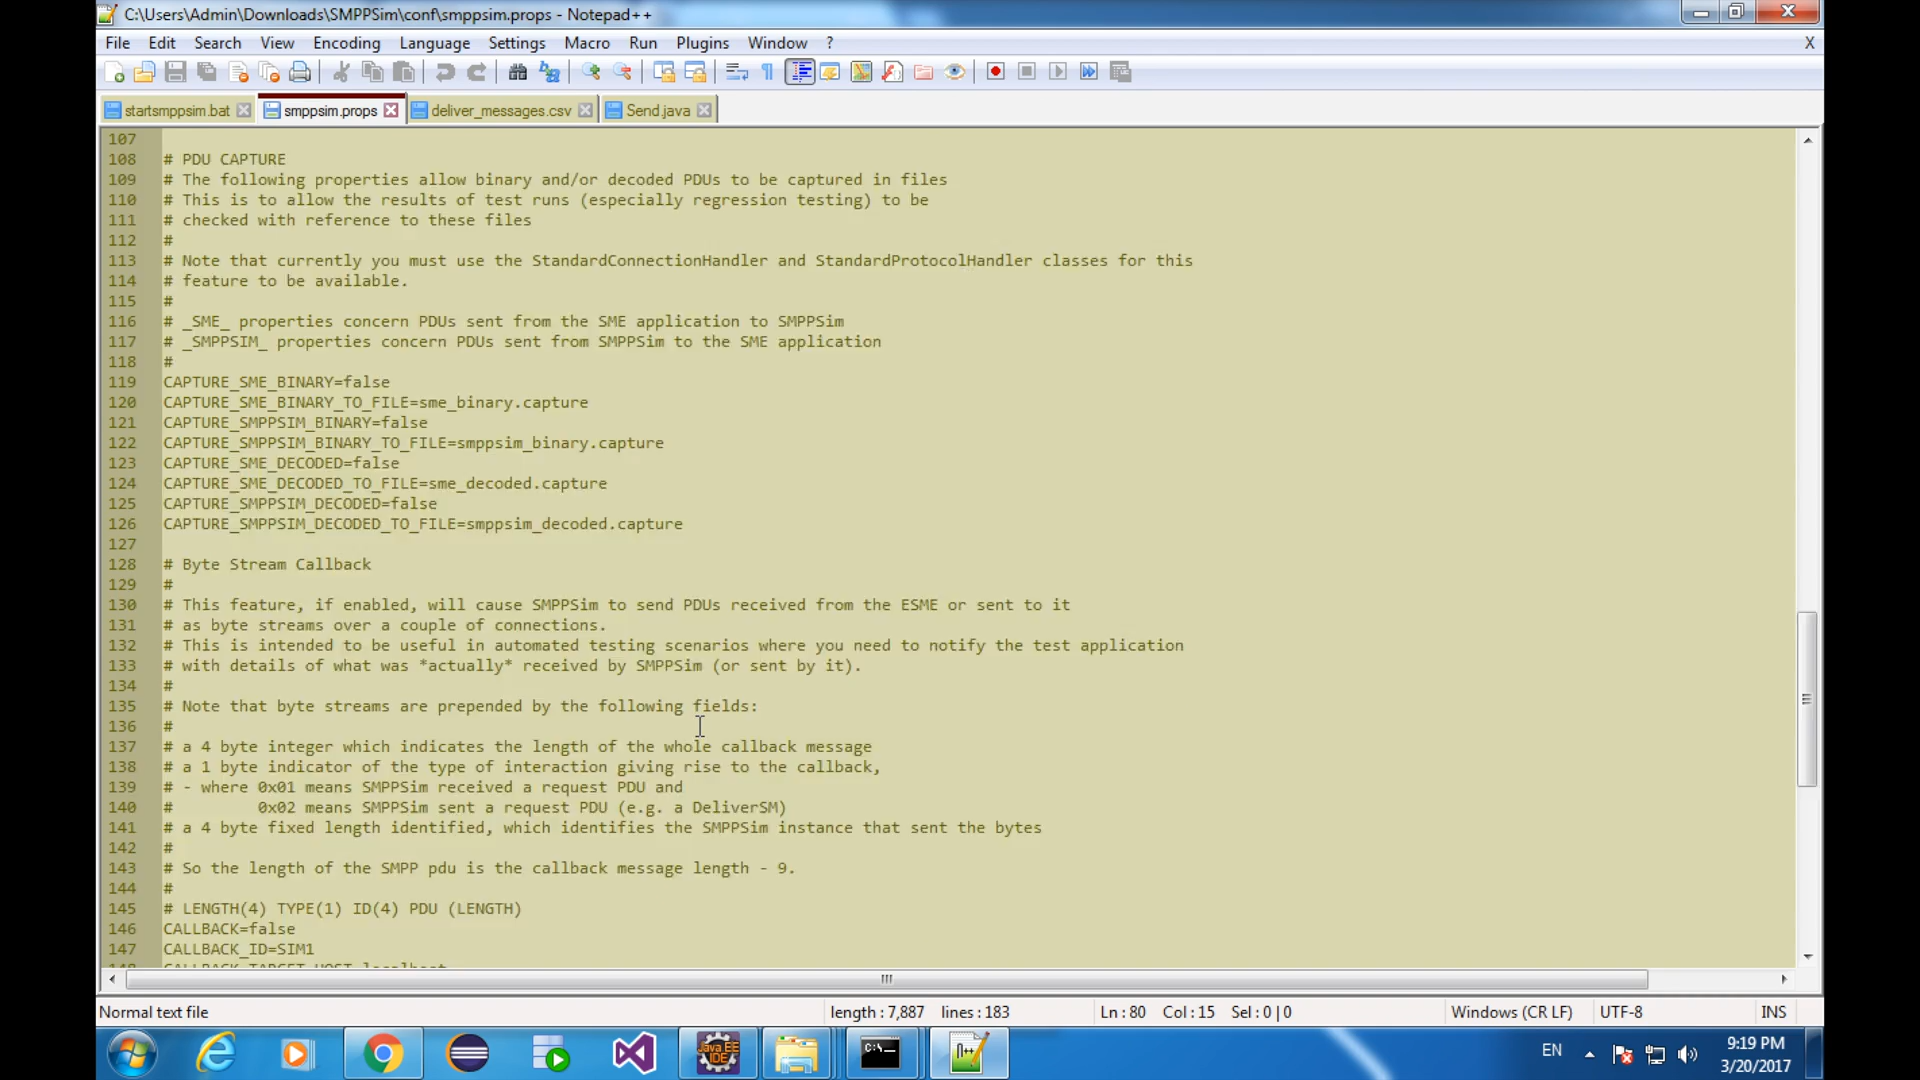 C:\Users\Admin\Downloads\SMPPSim\conf\smppsim.props - Notepad++
File Edit Search View Encoding Language Settings Macro Run Plugins Window ? X
startsmppsim.bat smppsim.props deliver_messages.csv Send.java
107
108 # PDU CAPTURE
109 # The following properties allow binary and/or decoded PDUs to be captured in files
110 # This is to allow the results of test runs (especially regression testing) to be
111 # checked with reference to these files
112 #
113 # Note that currently you must use the StandardConnectionHandler and StandardProtocolHandler classes for this
114 # feature to be available.
115 #
116 # _SME_ properties concern PDUs sent from the SME application to SMPPSim
117 # _SMPPSIM_ properties concern PDUs sent from SMPPSim to the SME application
118 #
119 CAPTURE_SME_BINARY=false
120 CAPTURE_SME_BINARY_TO_FILE=sme_binary.capture
121 CAPTURE_SMPPSIM_BINARY=false
122 CAPTURE_SMPPSIM_BINARY_TO_FILE=smppsim_binary.capture
123 CAPTURE_SME_DECODED=false
124 CAPTURE_SME_DECODED_TO_FILE=sme_decoded.capture
125 CAPTURE_SMPPSIM_DECODED=false
126 CAPTURE_SMPPSIM_DECODED_TO_FILE=smppsim_decoded.capture
127
128 # Byte Stream Callback
129 #
130 # This feature, if enabled, will cause SMPPSim to send PDUs received from the ESME or sent to it
131 # as byte streams over a couple of connections.
132 # This is intended to be useful in automated testing scenarios where you need to notify the test application
133 # with details of what was *actually* received by SMPPSim (or sent by it).
134 #
135 # Note that byte streams are prepended by the following fields:
136 #
137 # a 4 byte integer which indicates the length of the whole callback message
138 # a 1 byte indicator of the type of interaction giving rise to the callback,
139 # - where 0x01 means SMPPSim received a request PDU and
140 # 0x02 means SMPPSim sent a request PDU (e.g. a DeliverSM)
141 # a 4 byte fixed length identified, which identifies the SMPPSim instance that sent the bytes
142 #
143 # So the length of the SMPP pdu is the callback message length - 9.
144 #
145 # LENGTH(4) TYPE(1) ID(4) PDU (LENGTH)
146 CALLBACK=false
147 CALLBACK_ID=SIM1
148 CALLBACK_TARGET_HOST=localhost
Normal text file length : 7,887 lines : 183 Ln : 80 Col : 15 Sel : 0 | 0 Windows (CR LF) UTF-8 INS
Java EE IDE
C:\.
EN 9:19 PM
3/20/2017